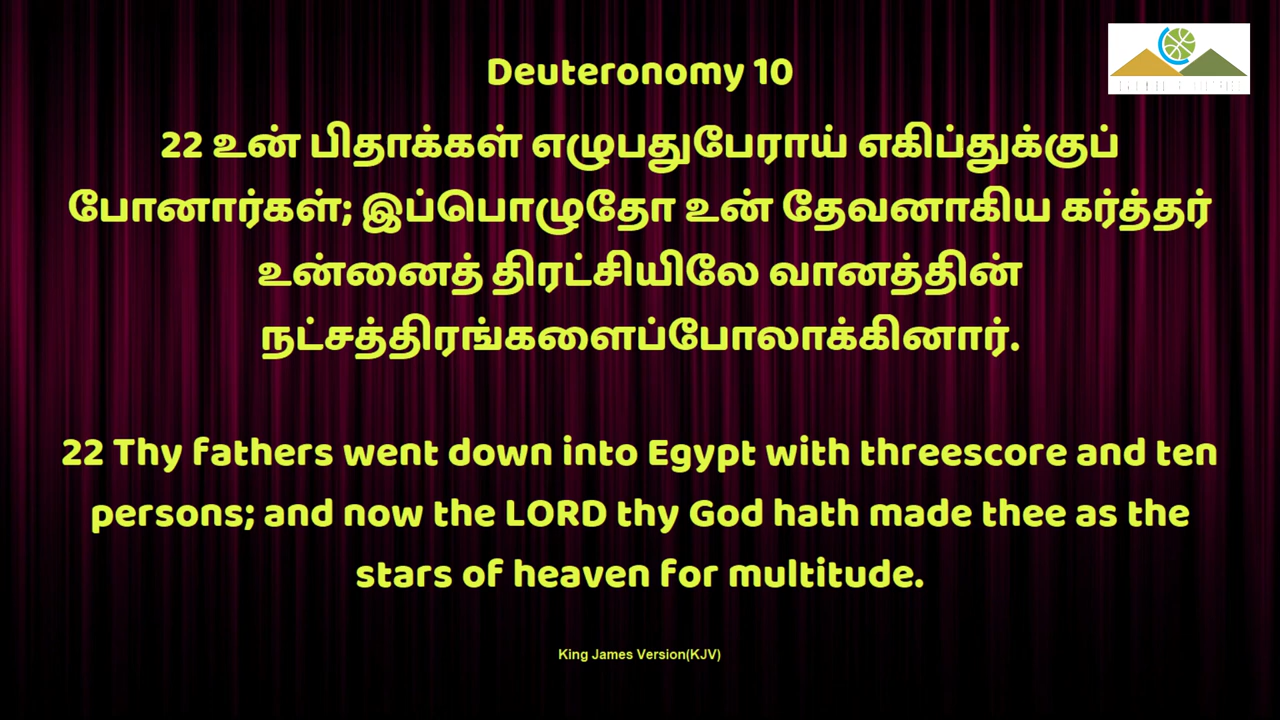 Deuteronomy 10
22 உன் பிதாக்கள் எழுபதுபேராய் எகிப்துக்குப்
போனார்கள்; இப்பொழுதோ உன் தேவனாகிய கர்த்தர்
உன்னைத் திரட்சியிலே வானத்தின்
நட்சத்திரங்களைப்போலாக்கினார்.
22 Thy fathers went down into Egypt with threescore and ten
persons; and now the LORD thy God hath made thee as the
stars of heaven for multitude.
King James Version(KJV)